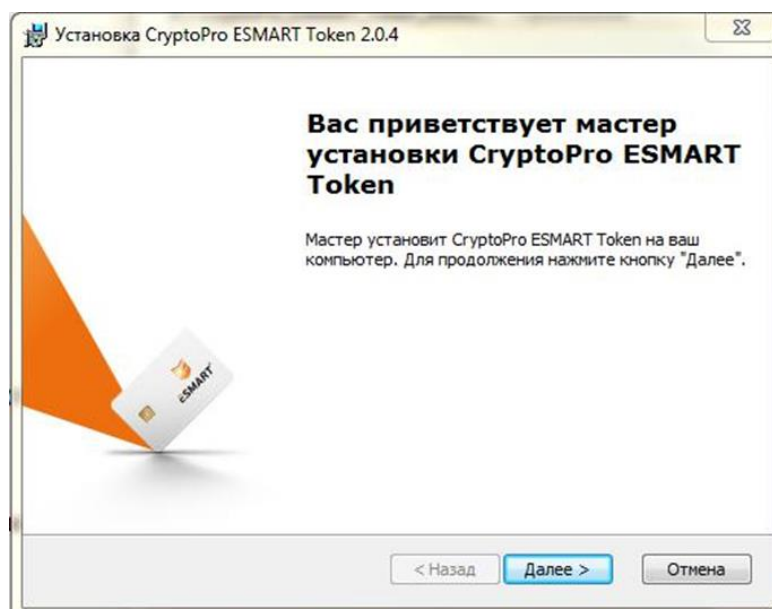 Установка CryptoPro ESMART Token 2.0.4
Вас приветствует мастер
установки CryptoPro ESMART
Token
Мастер установит CryptoPro ESMART Token на ваш
компьютер. Для продолжения нажмите кнопку "Далее".
ESMART
< Назад
Далее >
Отмена